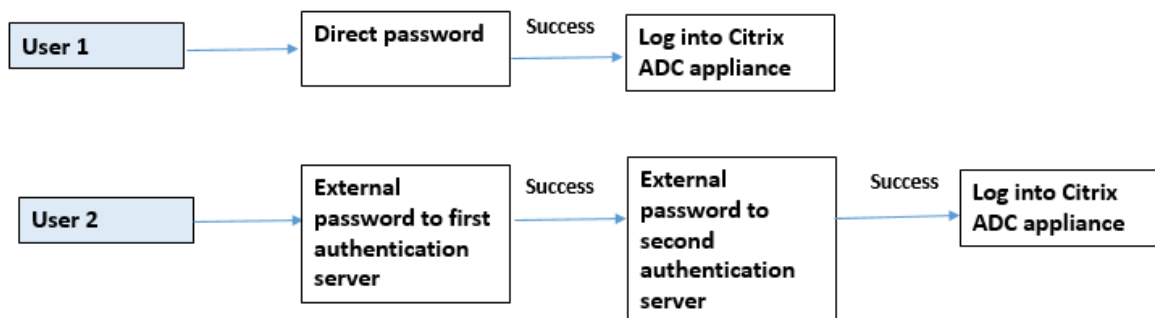 User 1
Direct password
Success
Log into Citrix
ADC appliance
User 2
External
password to first
authentication
server
Success
External
password to
second
authentication
server
Success
Log into Citrix
ADC appliance